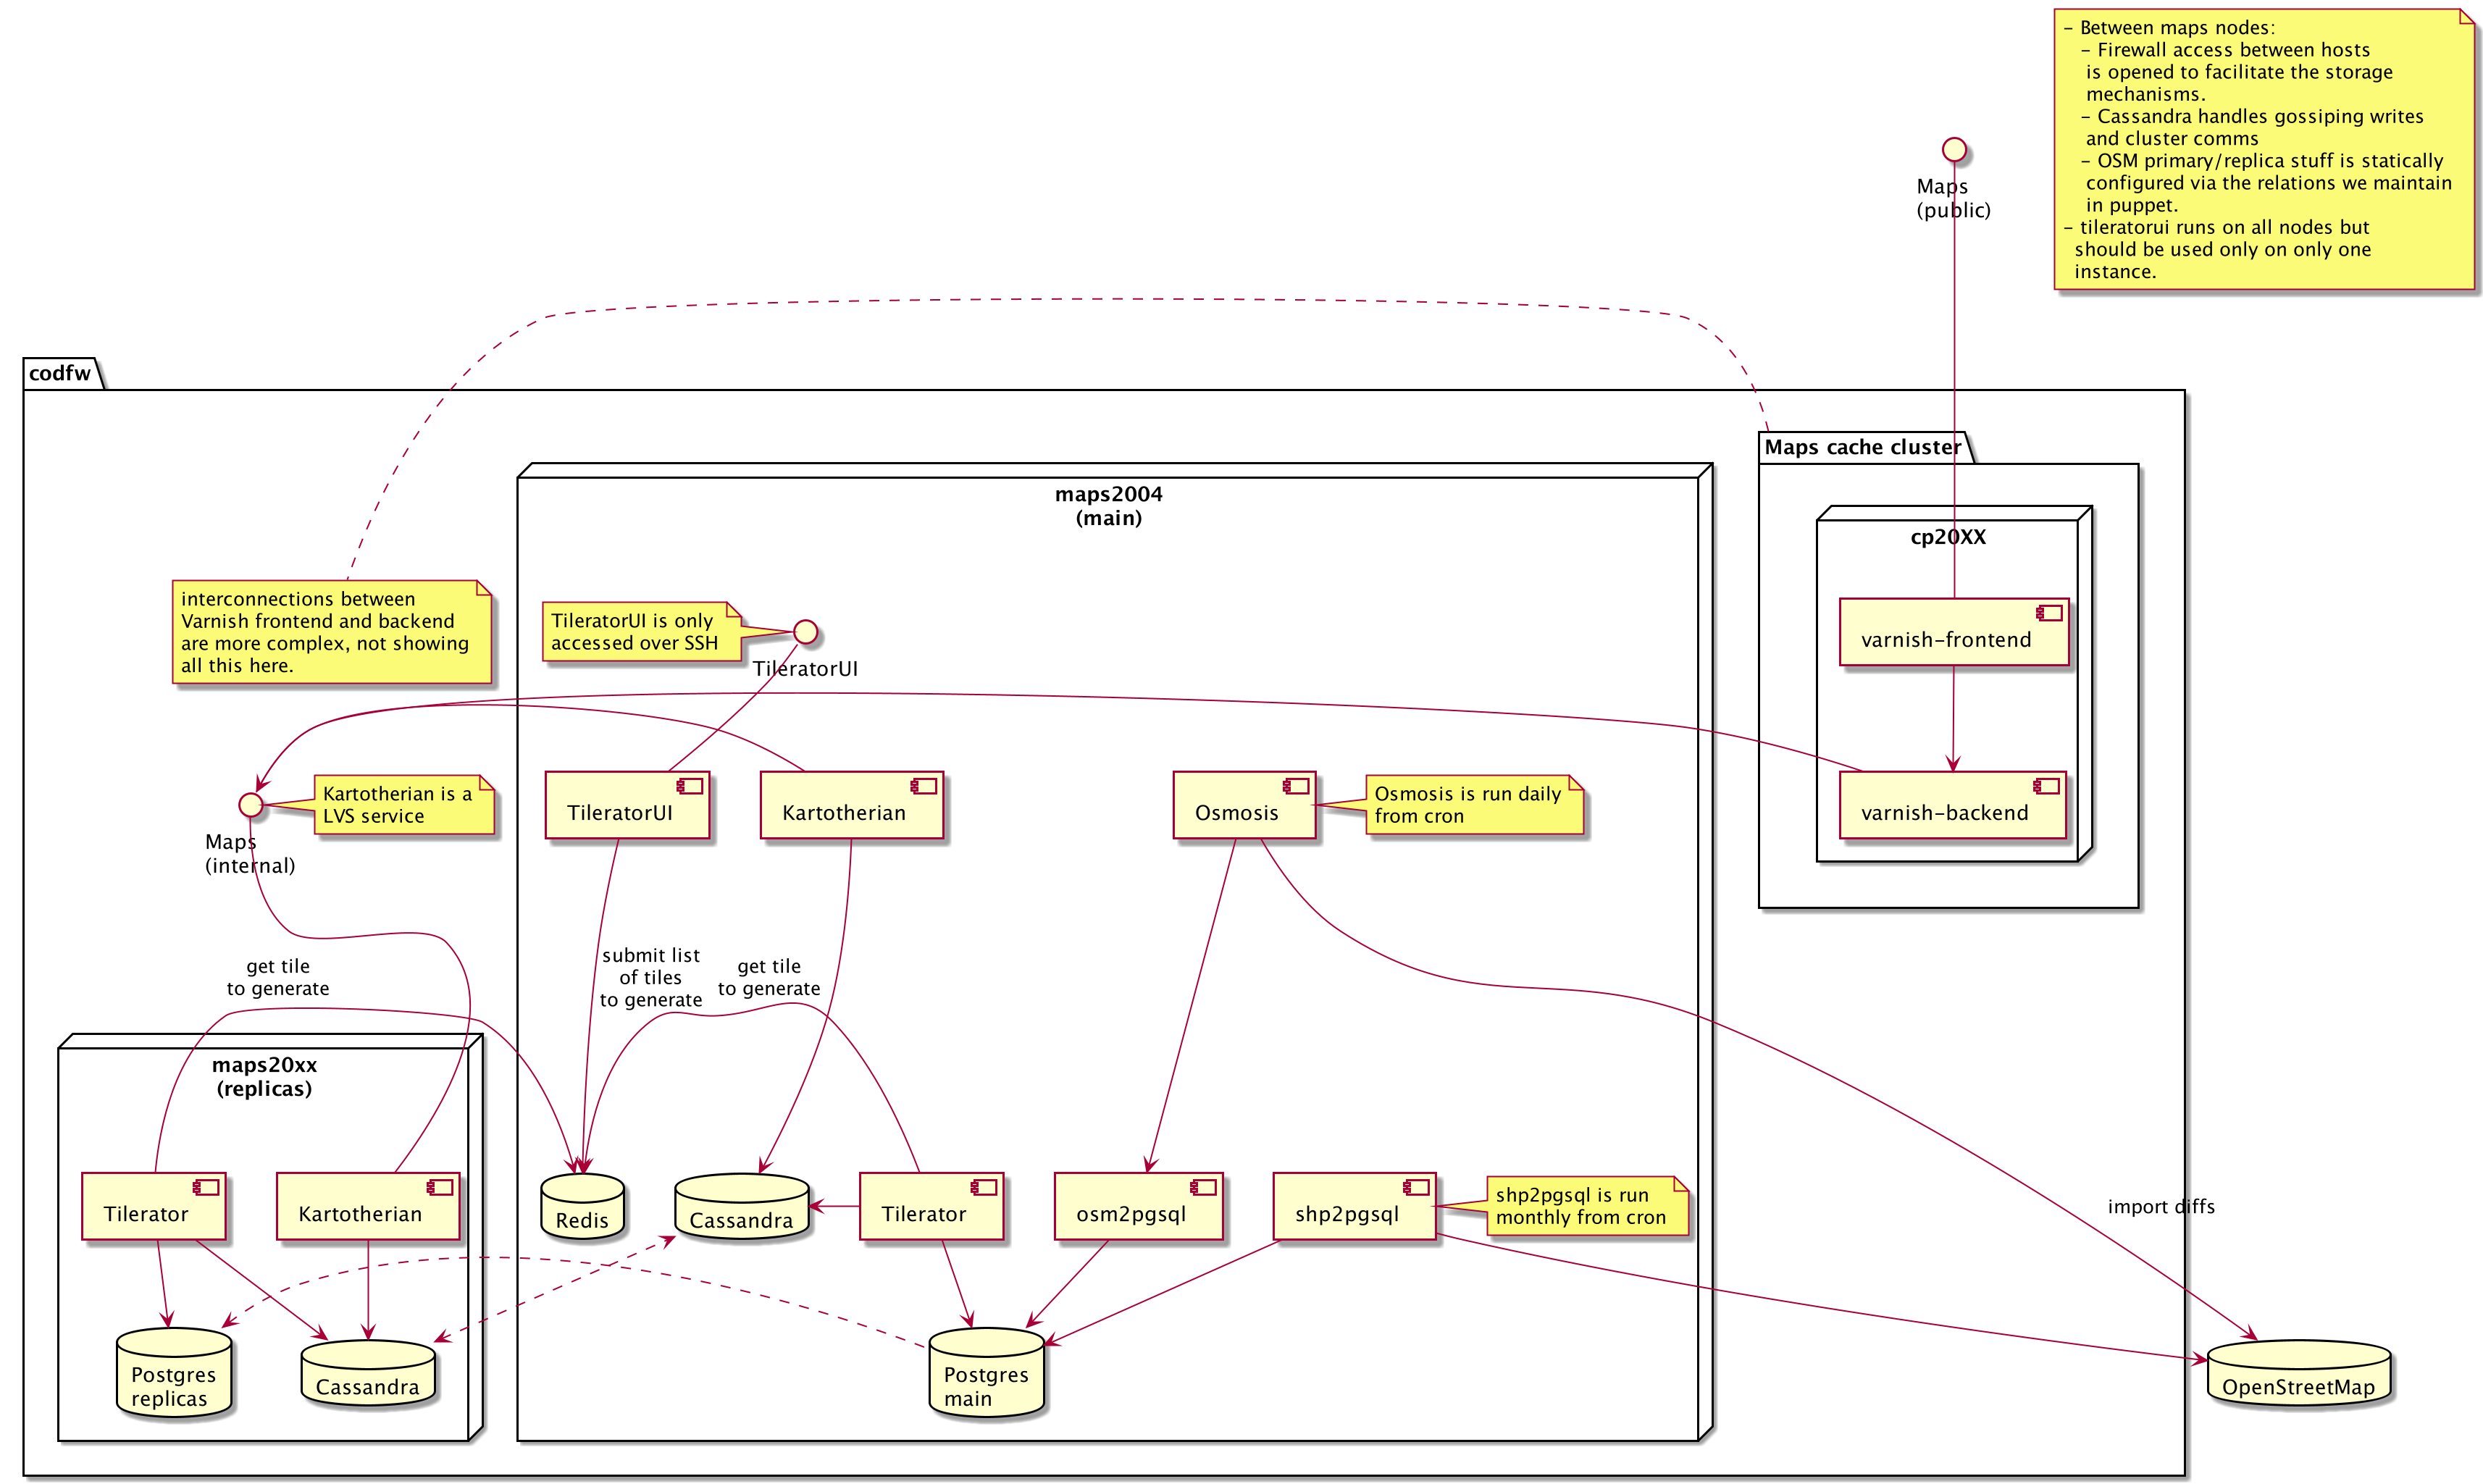 - Between maps nodes:
- Firewall access between hosts
is opened to facilitate the storage
mechanisms.
- Cassandra handles gossiping writes
and cluster comms
- OSM primary/replica stuff is statically
configured via the relations we maintain
in puppet.
- tileratorui runs on all nodes but
should be used only on only one
instance.
Maps
(public)
codfw
Maps cache cluster
maps2004
(main)
cp20XX
interconnections between
Varnish frontend and backend
are more complex, not showing
all this here.
TileratorUI is only
accessed over SSH
TileratorUI
varnish-frontend
Kartotherian is a
LVS service
Maps
(internal)
TileratorUI
Kartotherian
Osmosis
Osmosis is run daily
from cron
varnish-backend
get tile
to generate
submit list
of tiles
to generate
get tile
to generate
maps20xx
(replicas)
Tilerator
Kartotherian
Redis
Cassandra
Tilerator
osm2pgsql
shp2pgsql
shp2pgsql is run
monthly from cron
import diffs
Postgres
replicas
Cassandra
Postgres
main
OpenStreetMap